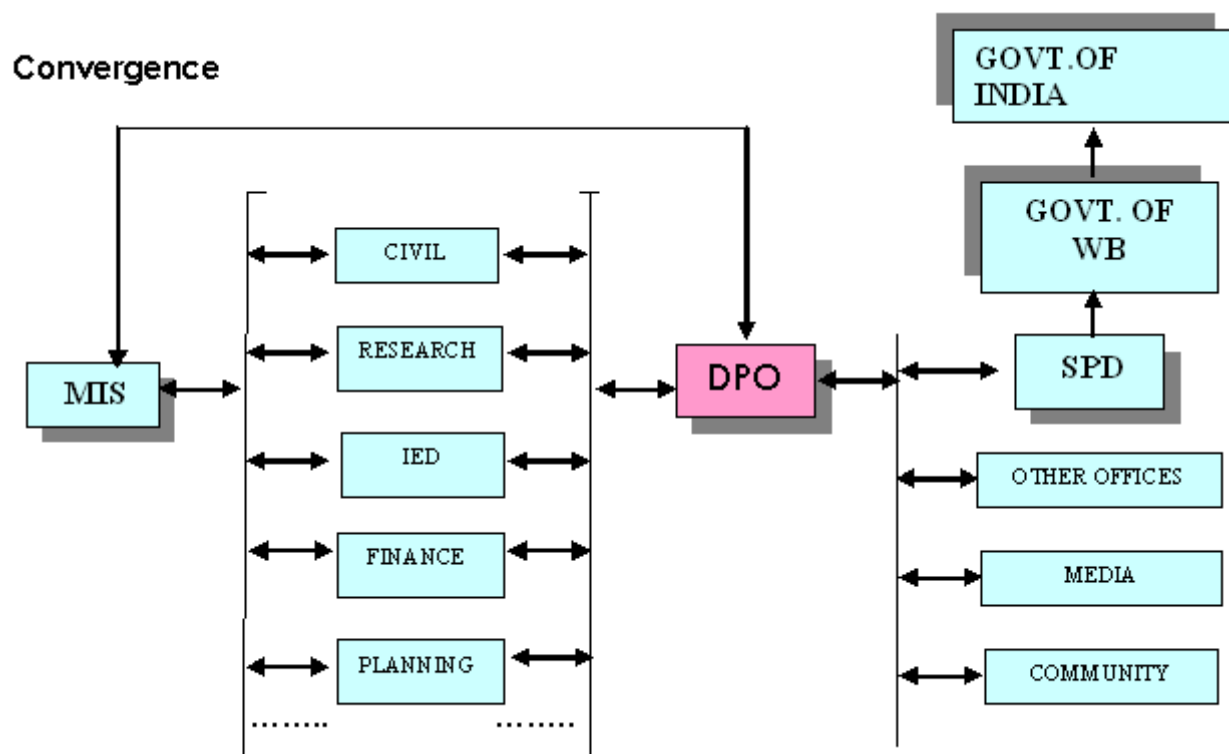 Convergence
GOVT.OF
INDIA
GOVT. OF
WB
CIVIL
RESEARCH
MIS
DPO
SPD
IED
OTHER OFFICES
FINANCE
MEDIA
PLANNING
COMMUNITY
........ ........